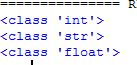 ================ R
<class 'int'>
<class 'str'>
<class 'float'>